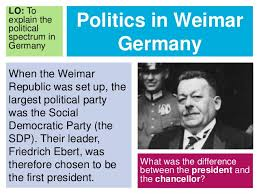 LO: To
explain the
political
spectrum in
Germany
Politics in Weimar
Germany
When the Weimar
Republic was set up, the
largest political party
was the Social
Democratic Party (the
SDP). Their leader,
Friedrich Ebert, was
therefore chosen to be
the first president.
What was the difference
between the president and
the chancellor?